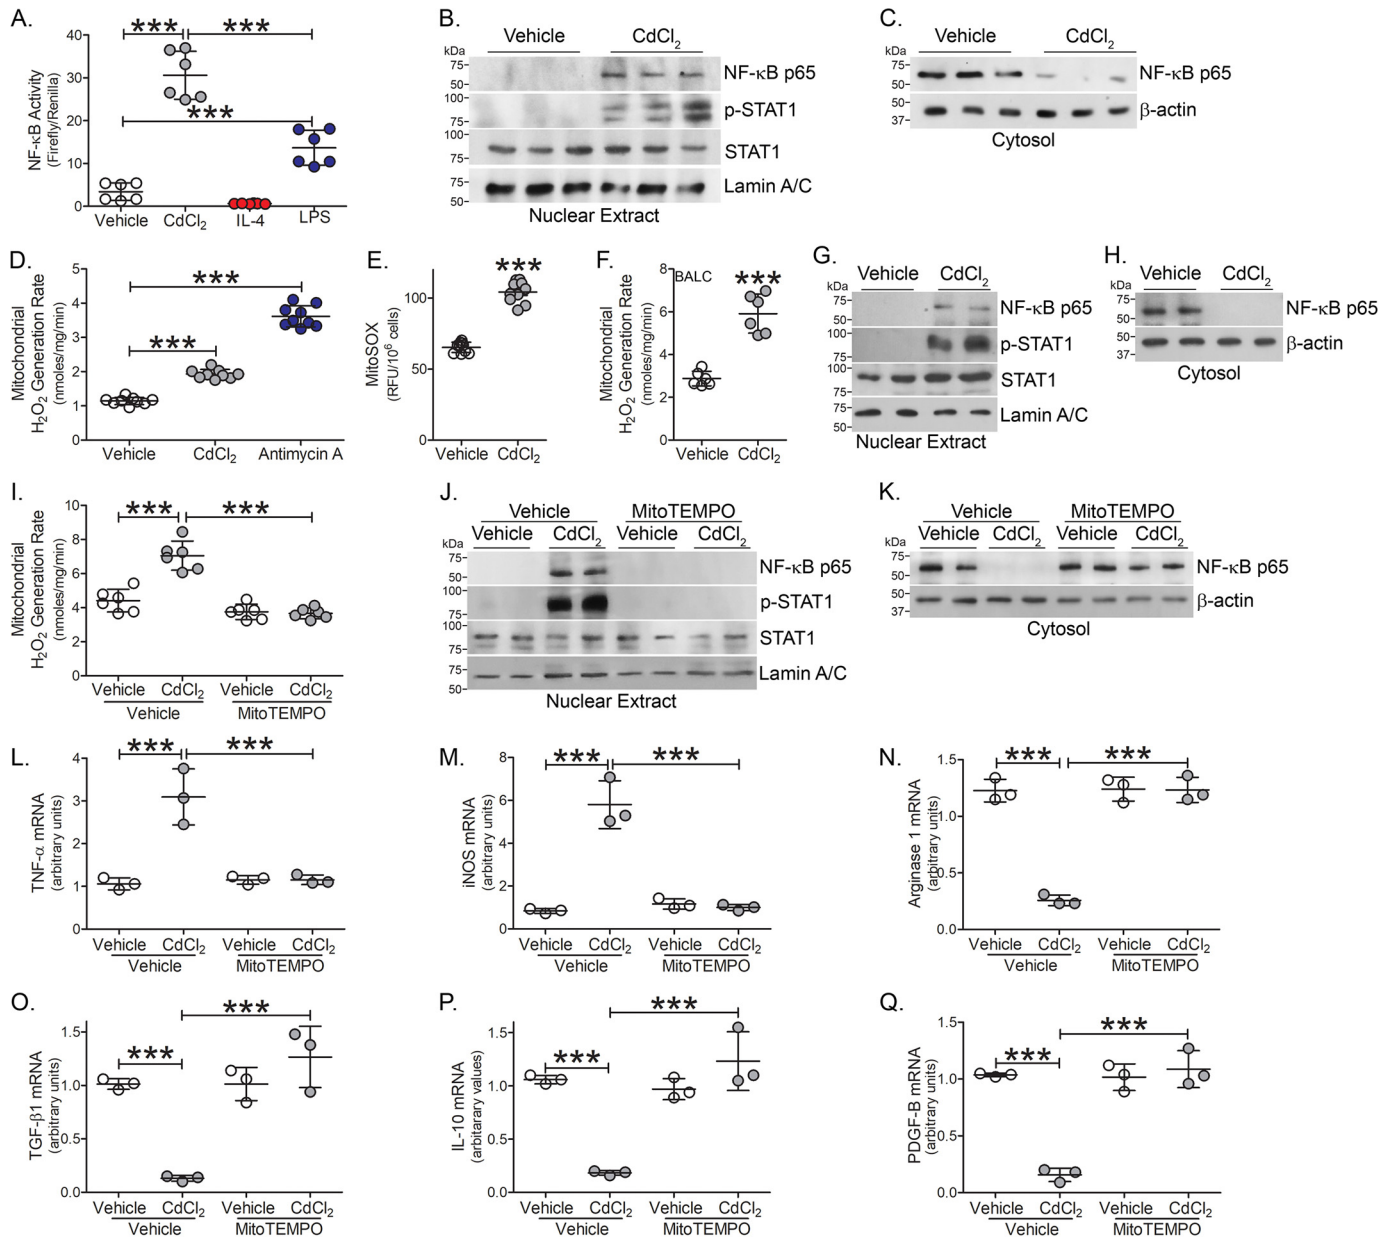 A.
***
***
***
40
30
20
10
0
NF-κB Activity
(Firefly/Renilla)
Vehicle
CdCl2
IL-4
LPS
B.
Vehicle
CdCl2
kDa
75
50
100
100
75
75
50
NF-κB p65
p-STAT1
STAT1
Lamin A/C
Nuclear Extract
C.
Vehicle
CdCl2
kDa
75
50
50
37
NF-κB p65
β-actin
Cytosol
D.
***
***
5
4
3
2
1
0
Mitochondrial
H2O2 Generation Rate
(nmoles/mg/min)
Vehicle
CdCl2
Antimycin A
E.
***
100
50
0
MitoSOX
(RFU/10^6 cells)
Vehicle
CdCl2
F.
BALC
***
8
6
4
2
0
Mitochondrial
H2O2 Generation Rate
(nmoles/mg/min)
Vehicle
CdCl2
G.
Vehicle
CdCl2
kDa
75
50
100
75
100
75
75
50
NF-κB p65
p-STAT1
STAT1
Lamin A/C
Nuclear Extract
H.
Vehicle
CdCl2
kDa
75
50
50
37
NF-κB p65
β-actin
Cytosol
I.
***
***
10
8
6
4
2
0
Mitochondrial
H2O2 Generation Rate
(nmoles/mg/min)
Vehicle
CdCl2
Vehicle
CdCl2
Vehicle
MitoTEMPO
J.
Vehicle
MitoTEMPO
Vehicle
CdCl2
Vehicle
CdCl2
kDa
75
50
100
75
100
75
75
50
NF-κB p65
p-STAT1
STAT1
Lamin A/C
Nuclear Extract
K.
Vehicle
MitoTEMPO
Vehicle
CdCl2
Vehicle
CdCl2
kDa
75
50
50
37
NF-κB p65
β-actin
Cytosol
L.
***
***
4
3
2
1
0
TNF-α mRNA
(arbitrary units)
Vehicle
CdCl2
Vehicle
CdCl2
Vehicle
MitoTEMPO
M.
***
***
8
6
4
2
0
iNOS mRNA
(arbitrary units)
Vehicle
CdCl2
Vehicle
CdCl2
Vehicle
MitoTEMPO
N.
***
***
1.5
1.0
0.5
0.0
Arginase 1 mRNA
(arbitrary units)
Vehicle
CdCl2
Vehicle
CdCl2
Vehicle
MitoTEMPO
O.
***
***
1.5
1.0
0.5
0.0
TGF-β1 mRNA
(arbitrary units)
Vehicle
CdCl2
Vehicle
CdCl2
Vehicle
MitoTEMPO
P.
***
***
1.5
1.0
0.5
0.0
IL-10 mRNA
(arbitarary values)
Vehicle
CdCl2
Vehicle
CdCl2
Vehicle
MitoTEMPO
Q.
***
***
1.5
1.0
0.5
0.0
PDGF-B mRNA
(arbitrary units)
Vehicle
CdCl2
Vehicle
CdCl2
Vehicle
MitoTEMPO